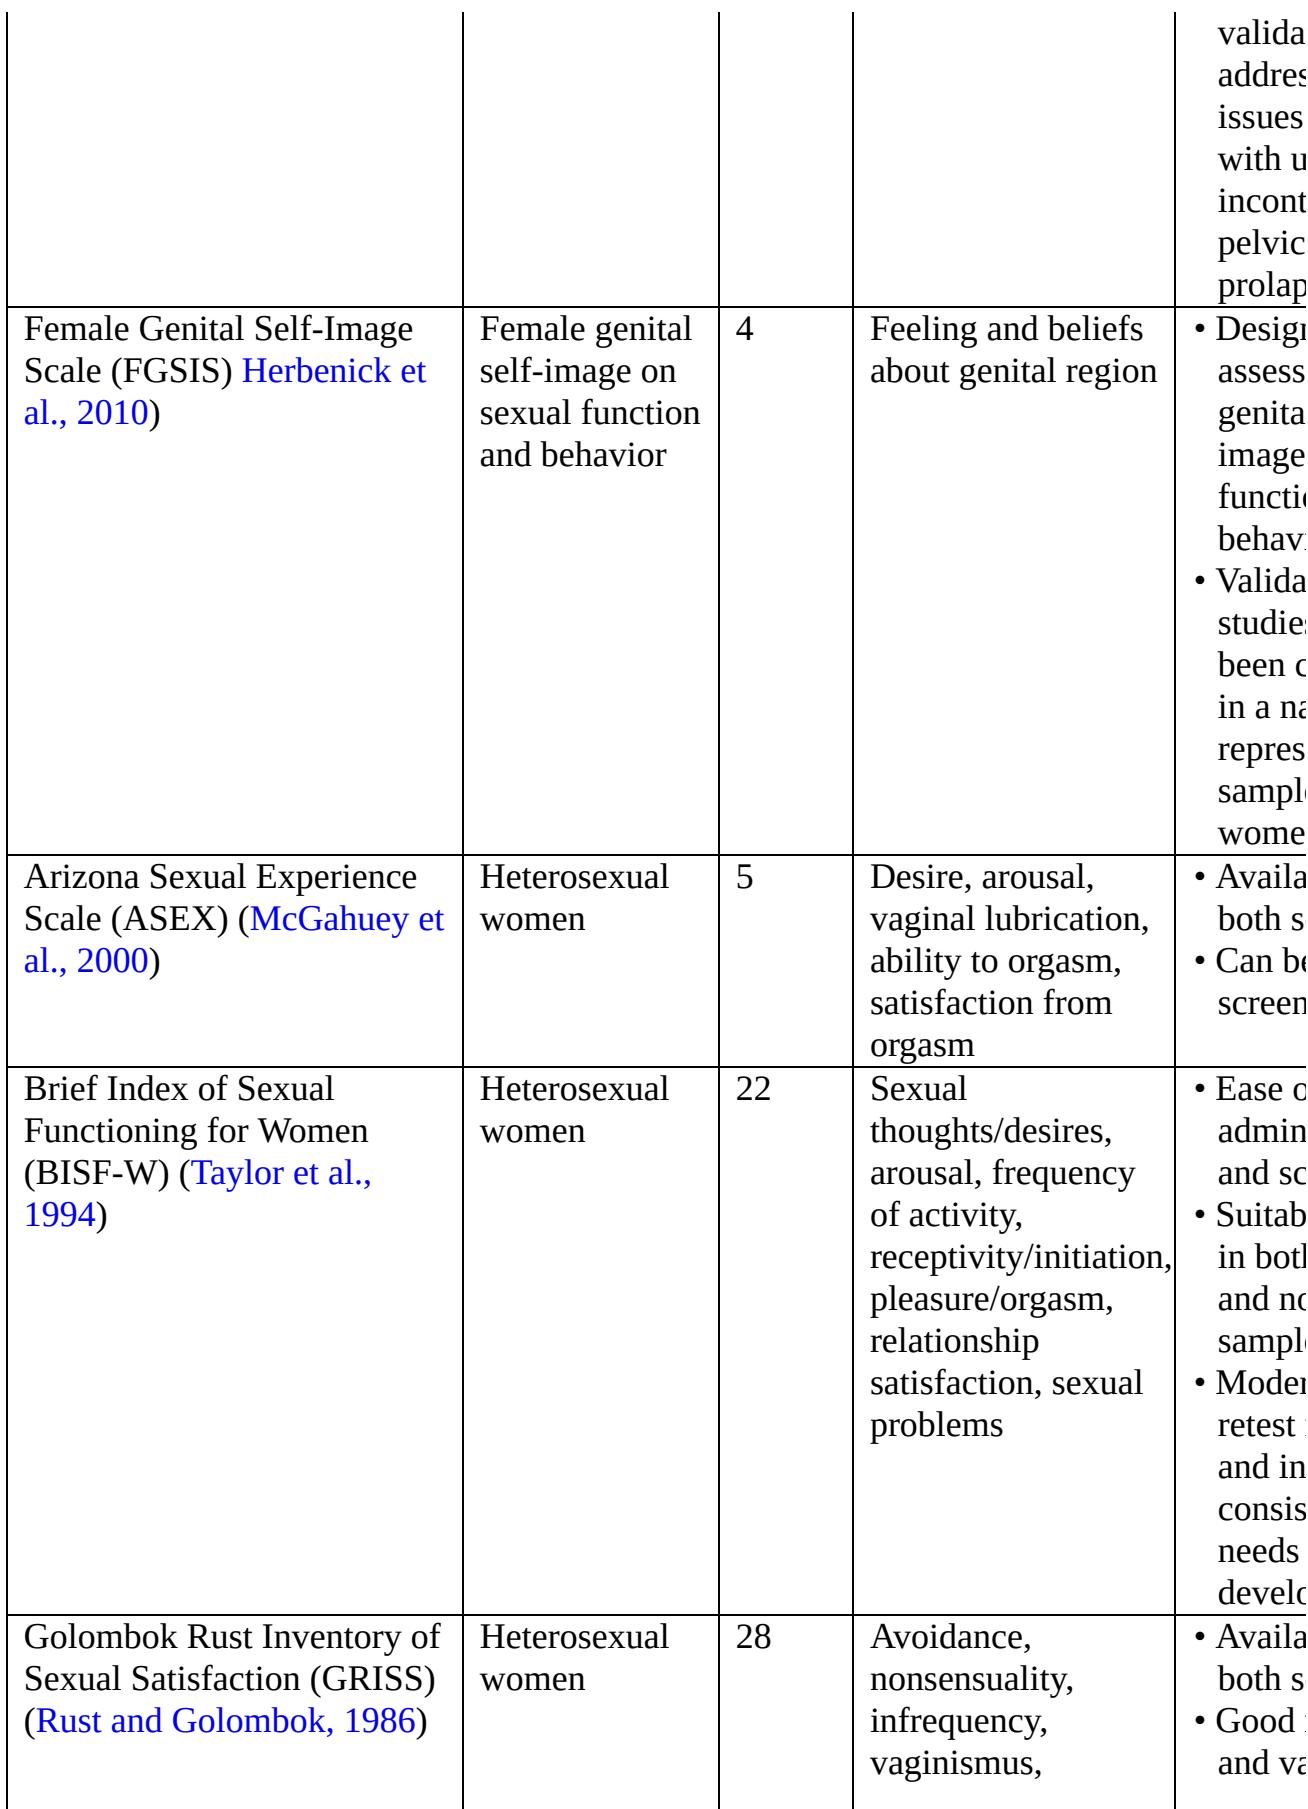 valida
addres
issues
with u
incont
pelvic
prolap
Female Genital Self-Image
Scale (FGSIS) Herbenick et
al., 2010)
Female genital
self-image on
sexual function
and behavior
4
Feeling and beliefs
about genital region
• Design
assess
genita
image
functi
behavi
• Valida
studies
been c
in a na
repres
sample
wome
Arizona Sexual Experience
Scale (ASEX) (McGahuey et
al., 2000)
Heterosexual
women
5
Desire, arousal,
vaginal lubrication,
ability to orgasm,
satisfaction from
orgasm
• Availa
both s
• Can be
screen
Brief Index of Sexual
Functioning for Women
(BISF-W) (Taylor et al.,
1994)
Heterosexual
women
22
Sexual
thoughts/desires,
arousal, frequency
of activity,
receptivity/initiation,
pleasure/orgasm,
relationship
satisfaction, sexual
problems
• Ease o
admin
and sc
• Suitab
in both
and no
sample
• Moder
retest
and in
consis
needs
develo
Golombok Rust Inventory of
Sexual Satisfaction (GRISS)
(Rust and Golombok, 1986)
Heterosexual
women
28
Avoidance,
nonsensuality,
infrequency,
vaginismus,
• Availa
both s
• Good
and va